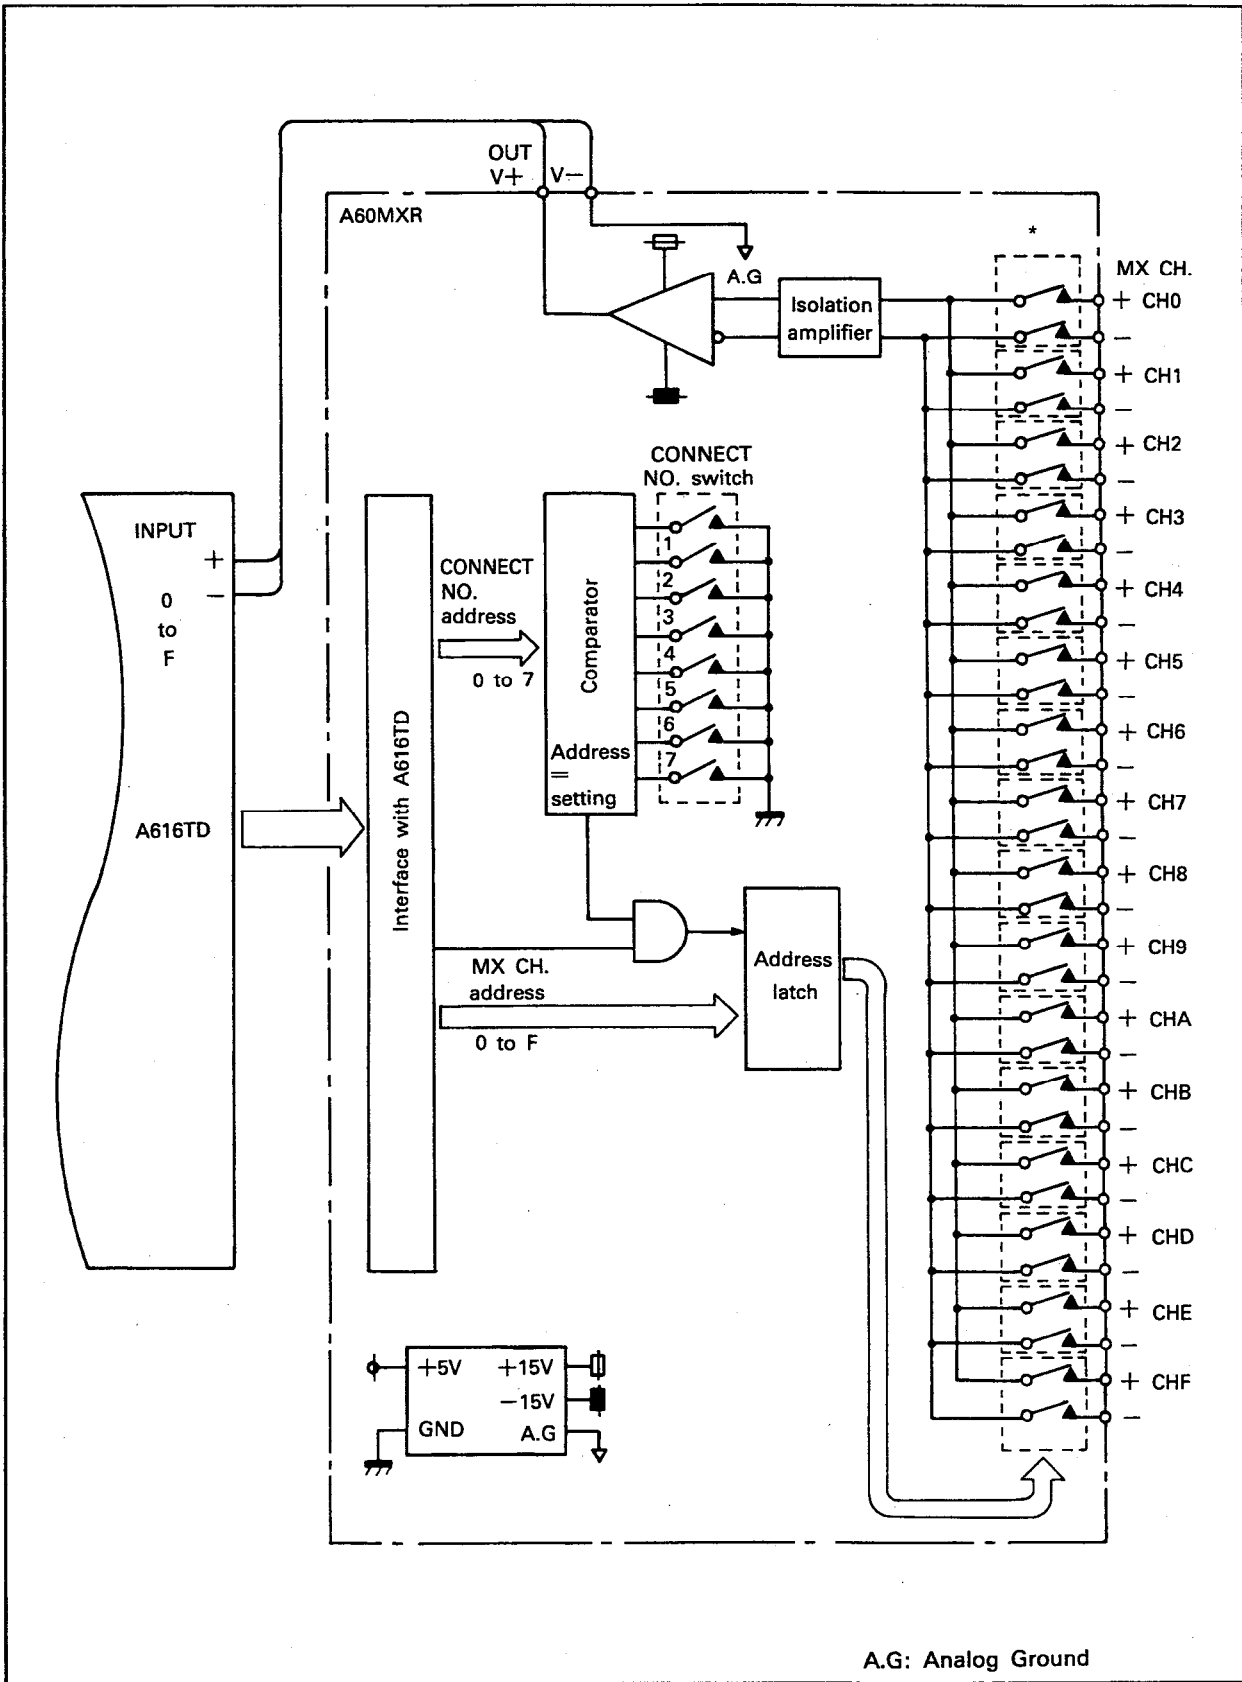 OUT
V+ V−
A60MXR
*
MX CH.
A.G
Isolation
amplifier
+ CH0
−
+ CH1
−
+ CH2
−
+ CH3
−
+ CH4
−
+ CH5
−
+ CH6
−
+ CH7
−
+ CH8
−
+ CH9
−
+ CHA
−
+ CHB
−
+ CHC
−
+ CHD
−
+ CHE
−
+ CHF
−
CONNECT
NO. switch
INPUT
+
−
0
to
F
A616TD
Interface with A616TD
CONNECT
NO.
address
0 to 7
Comparator
Address
=
setting
1
2
3
4
5
6
7
MX CH.
address
0 to F
Address
latch
+5V +15V
−15V
GND A.G
A.G: Analog Ground